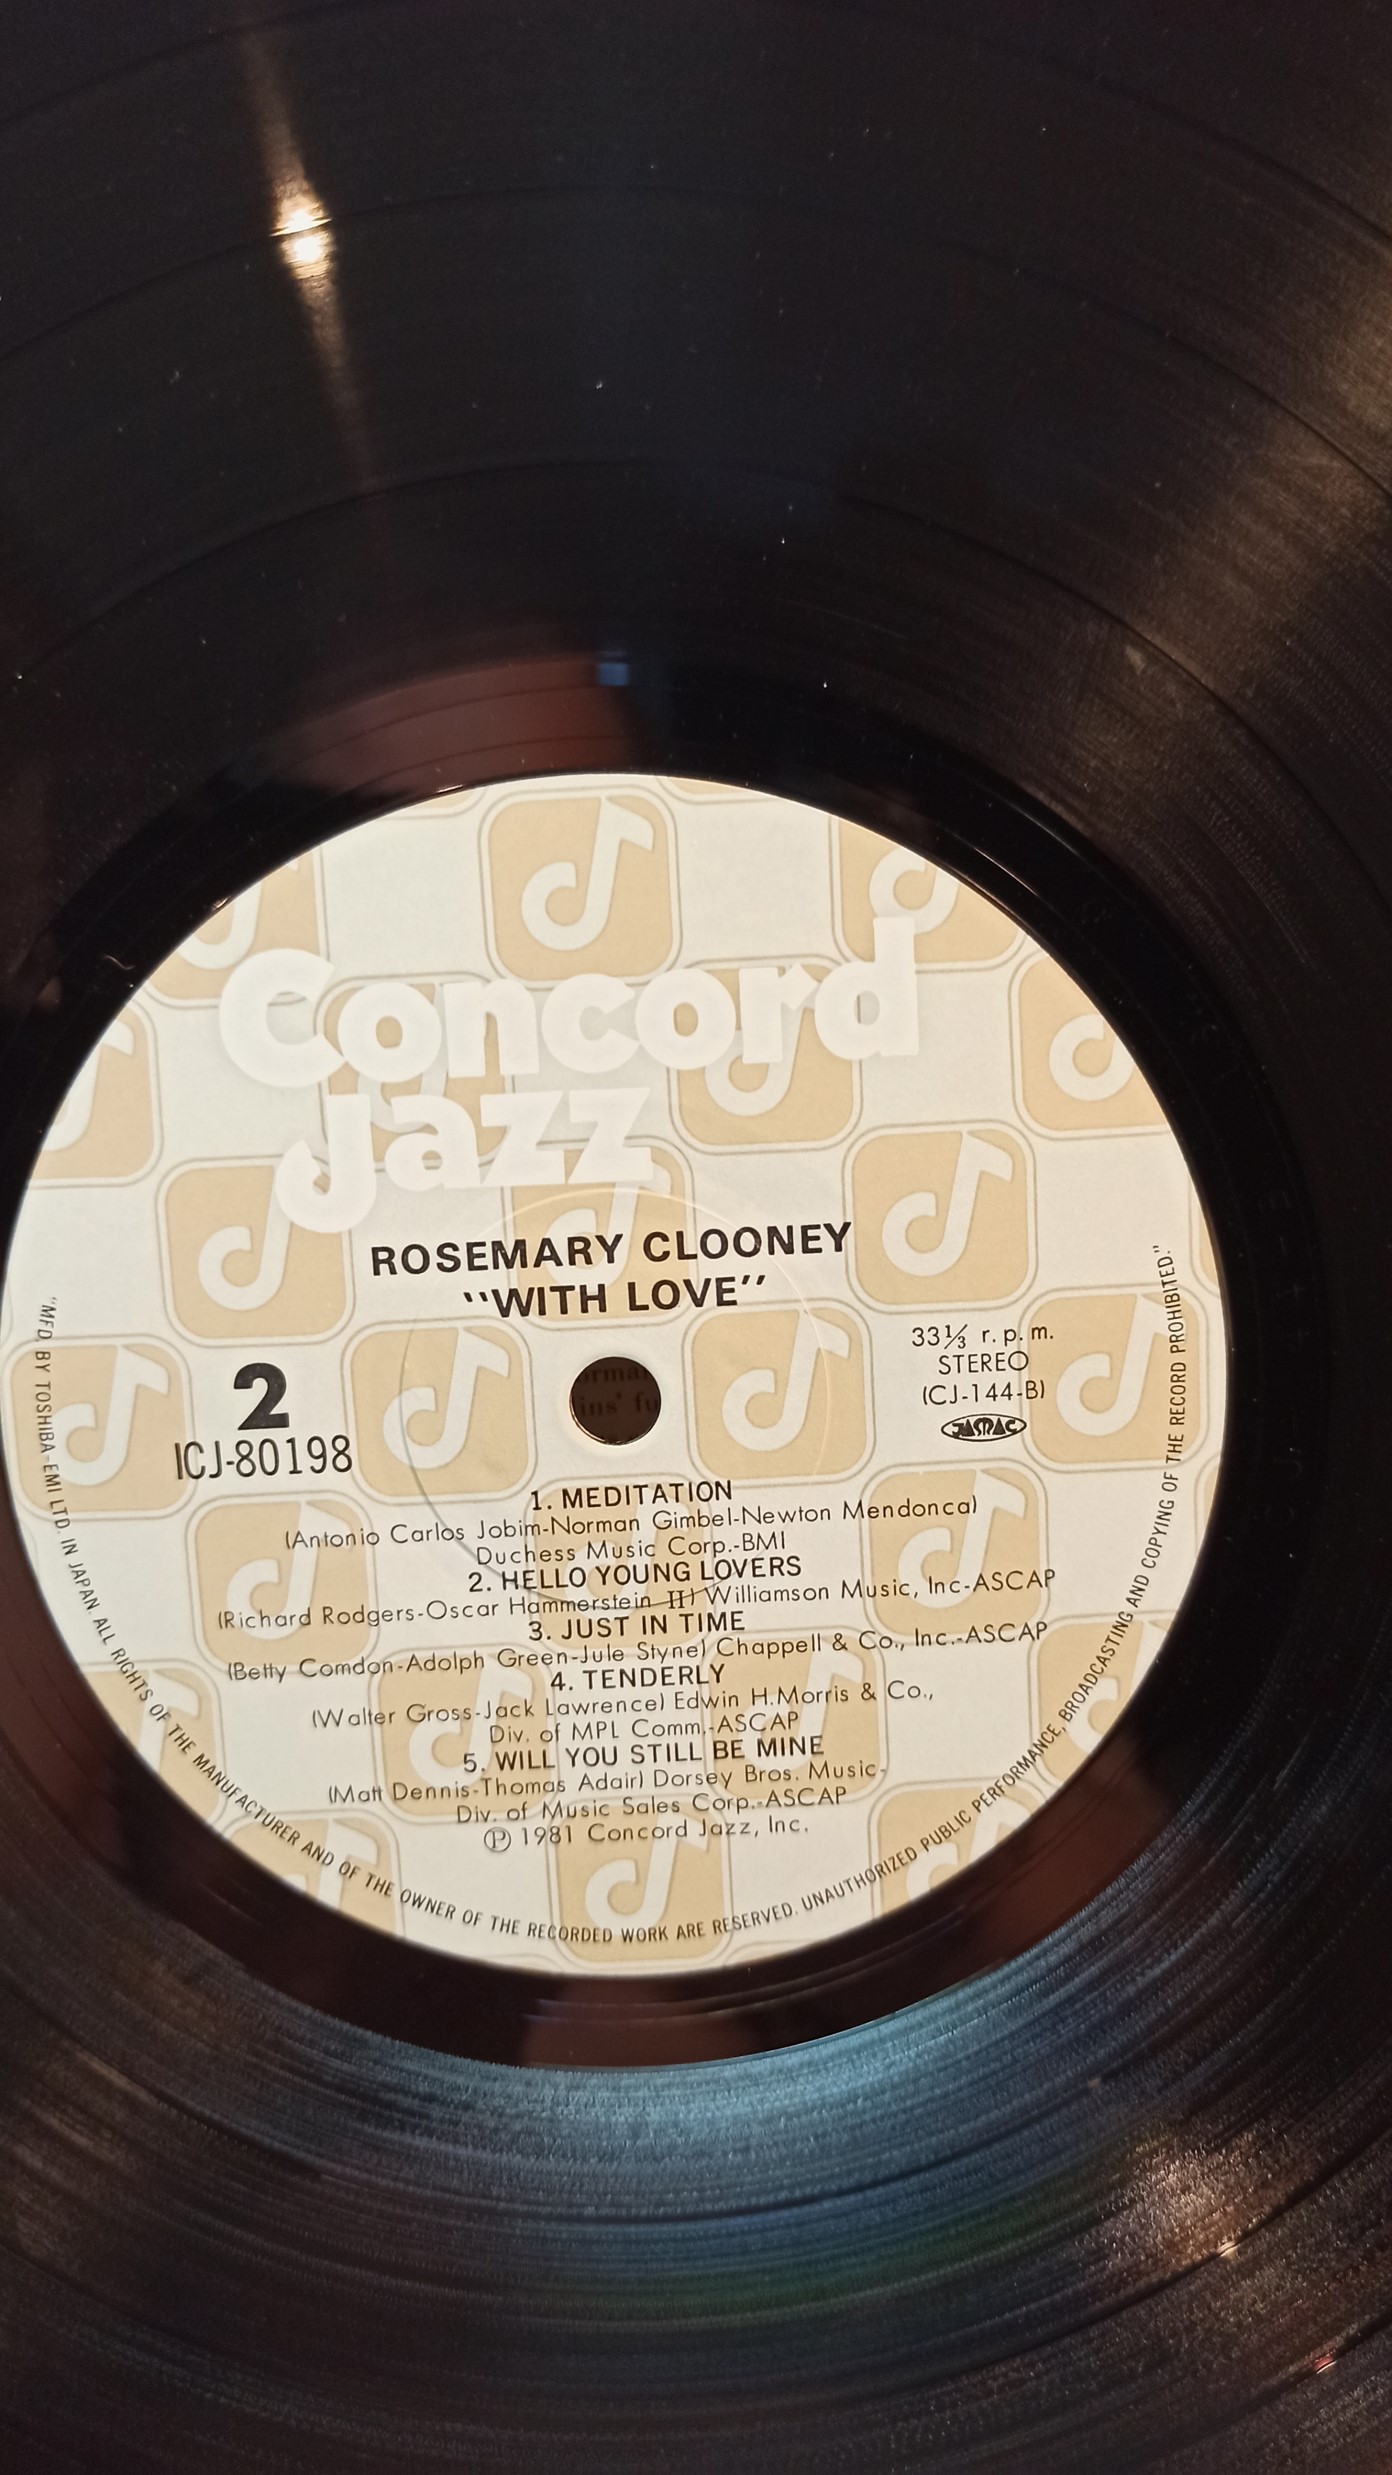 Concord
Jazz
ROSEMARY CLOONEY
"WITH LOVE"
33⅓ r.p.m.
STEREO
(CJ-144-B)
JASRAC
2
ICJ-80198
1. MEDITATION
(Antonio Carlos Jobim-Norman Gimbel-Newton Mendonca)
Duchess Music Corp.-BMI
2. HELLO YOUNG LOVERS
(Richard Rodgers-Oscar Hammerstein II) Williamson Music, Inc-ASCAP
3. JUST IN TIME
(Betty Comdon-Adolph Green-Jule Styne) Chappell & Co., Inc.-ASCAP
4. TENDERLY
(Walter Gross-Jack Lawrence) Edwin H.Morris & Co.,
Div. of MPL Comm.-ASCAP
5. WILL YOU STILL BE MINE
(Matt Dennis-Thomas Adair) Dorsey Bros. Music-
Div. of Music Sales Corp.-ASCAP
℗ 1981 Concord Jazz, Inc.
"MFD. BY TOSHIBA-EMI LTD. IN JAPAN. ALL RIGHTS OF THE MANUFACTURER AND OF THE OWNER OF THE RECORDED WORK ARE RESERVED. UNAUTHORIZED PUBLIC PERFORMANCE, BROADCASTING AND COPYING OF THE RECORD PROHIBITED."